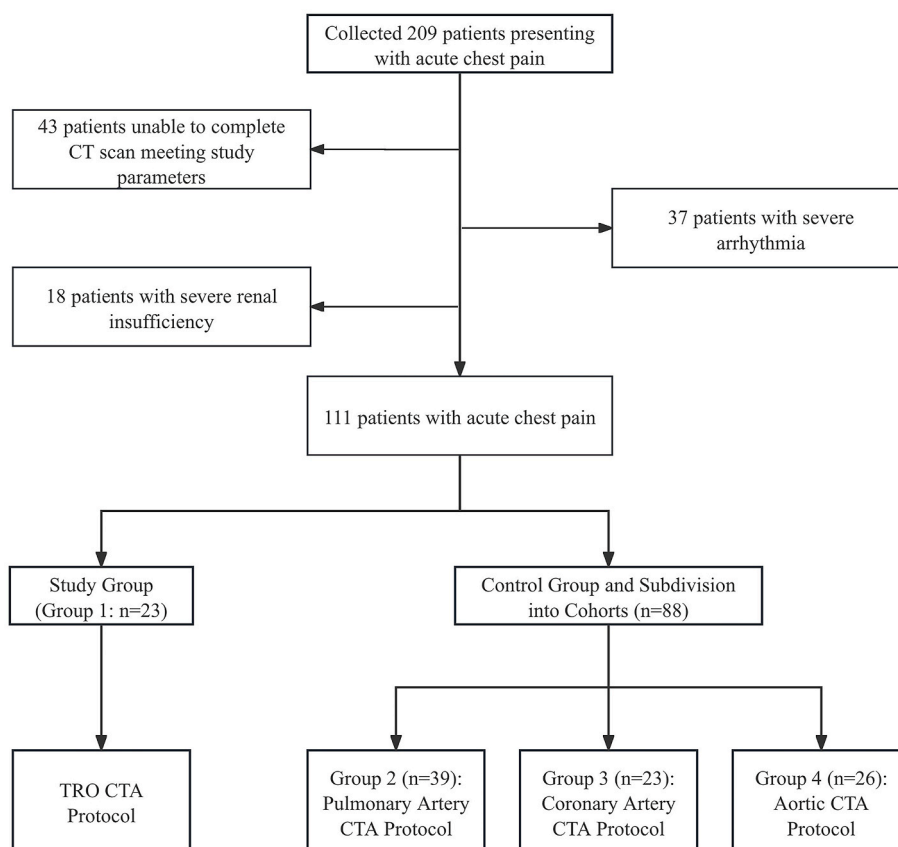 Collected 209 patients presenting
with acute chest pain
43 patients unable to complete
CT scan meeting study
parameters
37 patients with severe
arrhythmia
18 patients with severe renal
insufficiency
111 patients with acute chest pain
Study Group
(Group 1: n=23)
Control Group and Subdivision
into Cohorts (n=88)
TRO CTA
Protocol
Group 2 (n=39):
Pulmonary Artery
CTA Protocol
Group 3 (n=23):
Coronary Artery
CTA Protocol
Group 4 (n=26):
Aortic CTA
Protocol